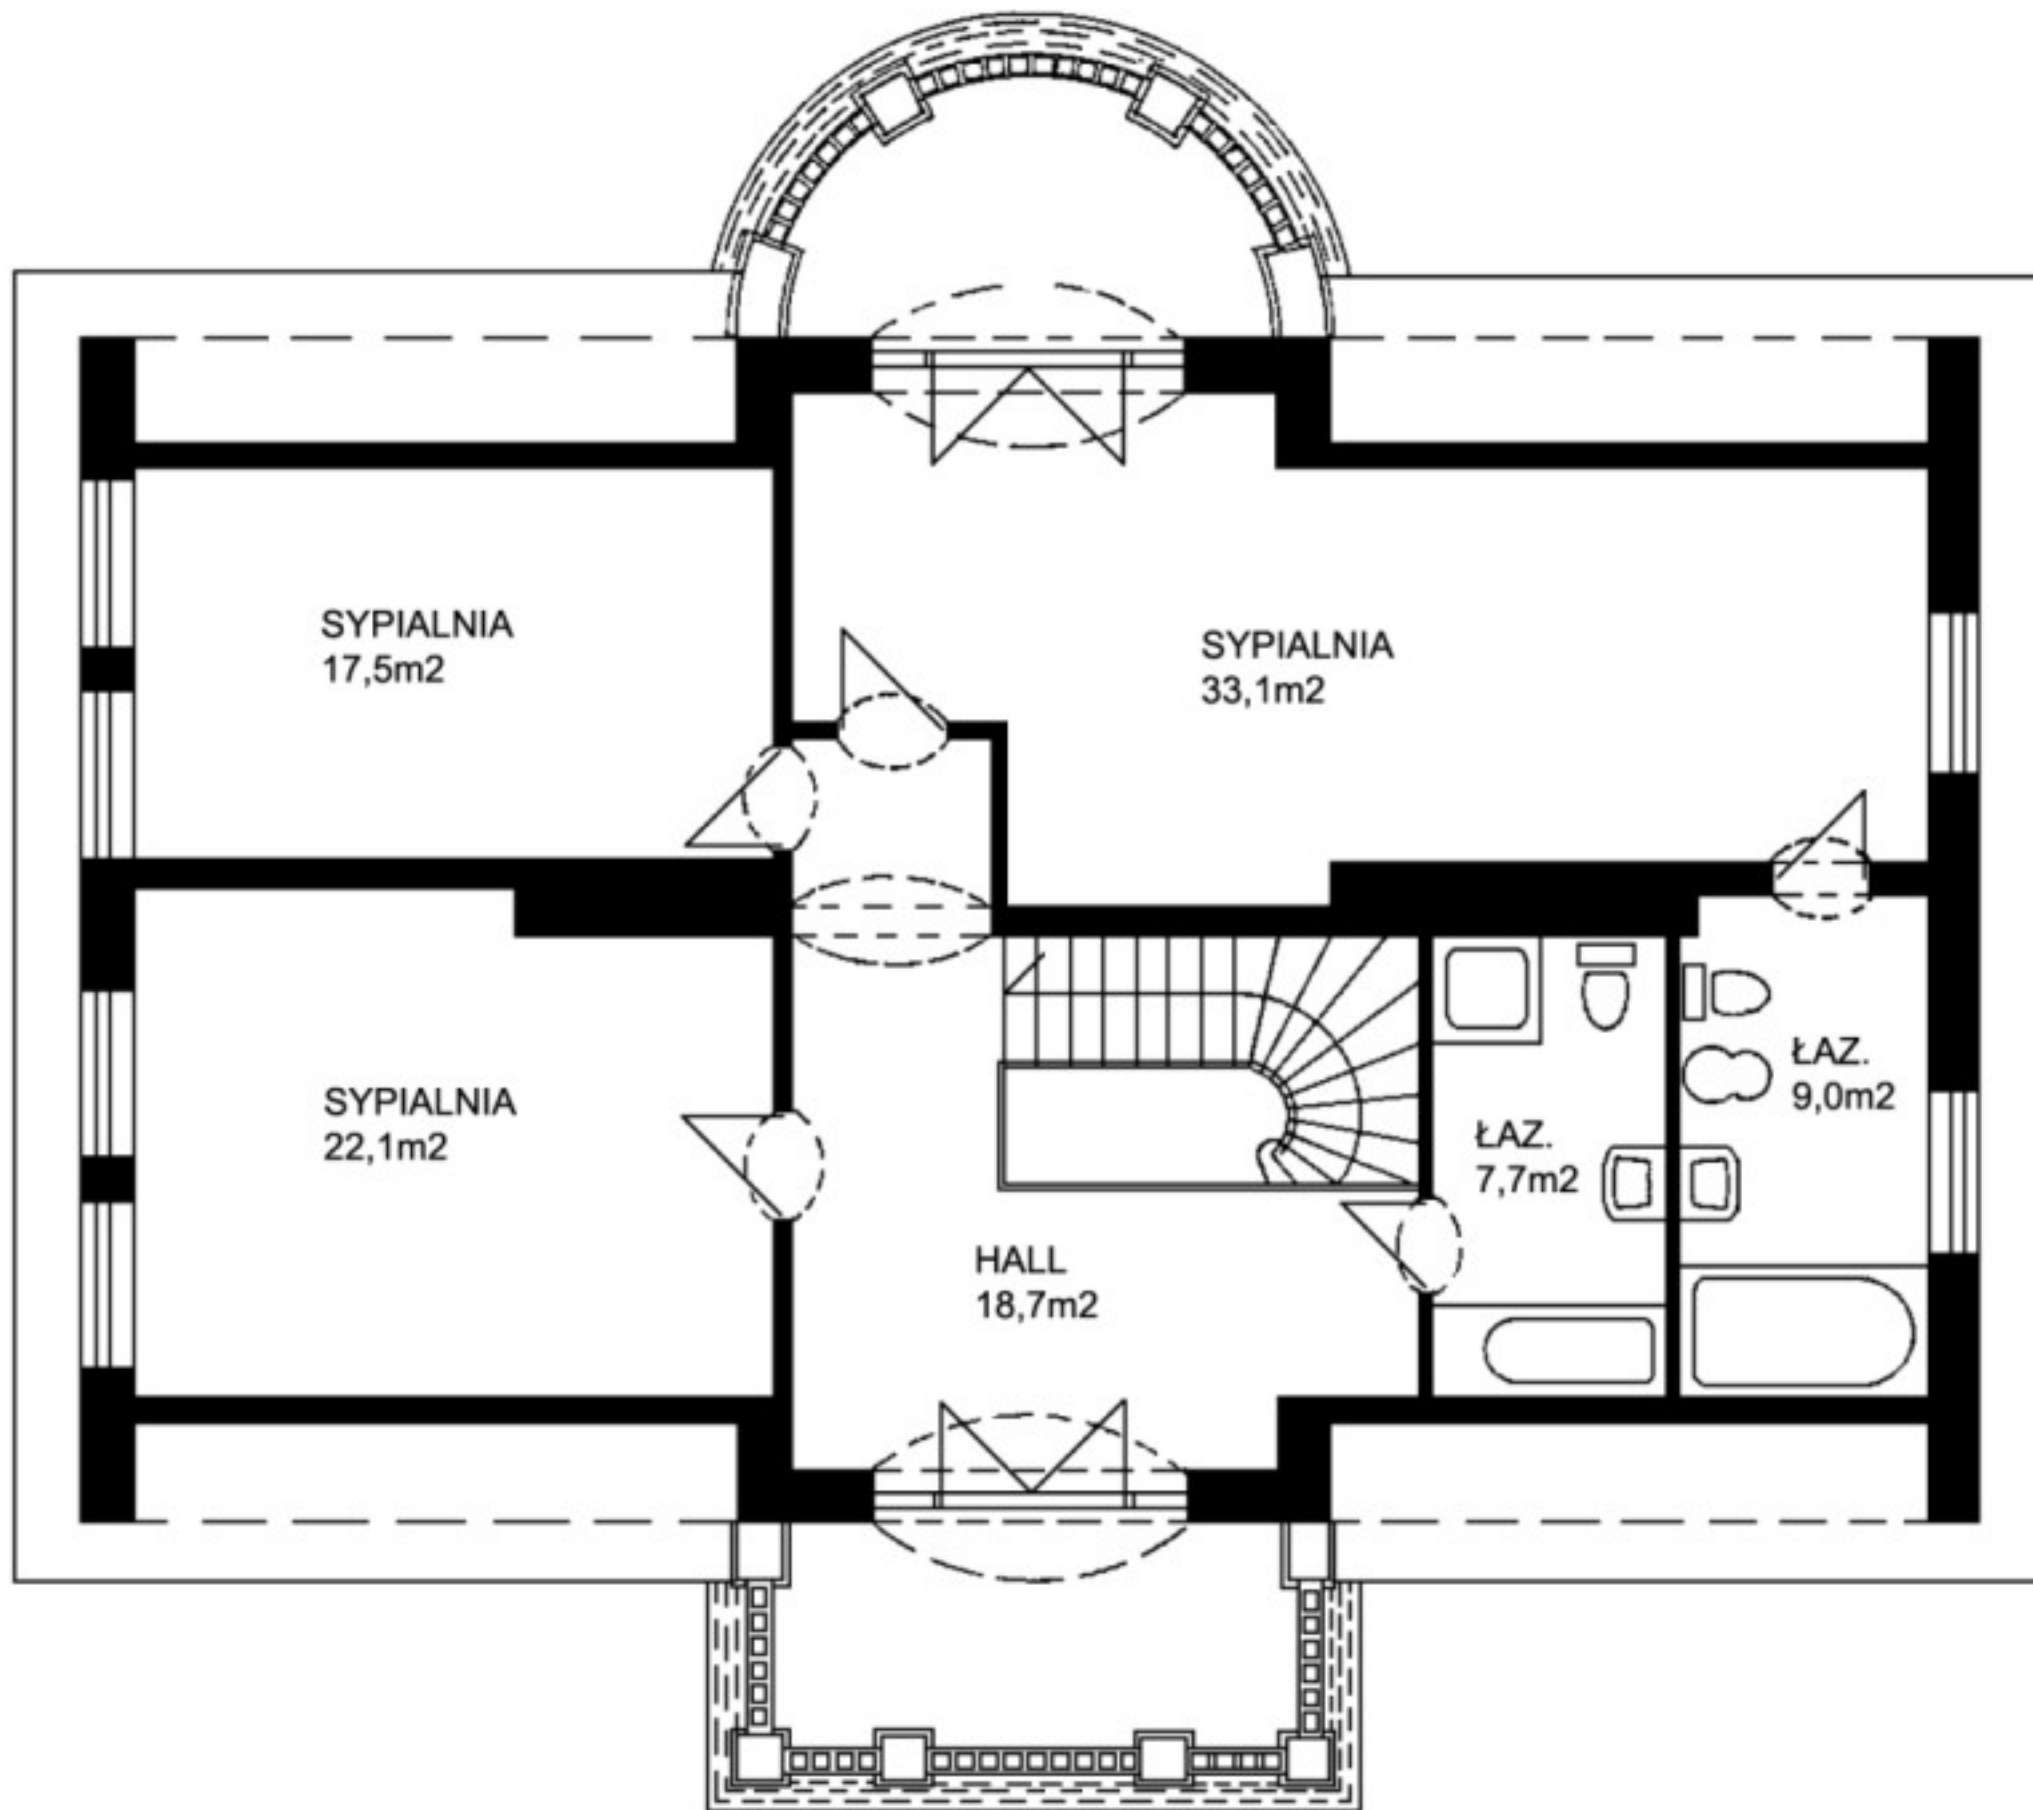 SYPIALNIA
17,5m2
SYPIALNIA
33,1m2
SYPIALNIA
22,1m2
ŁAZ.
9,0m2
ŁAZ.
7,7m2
HALL
18,7m2